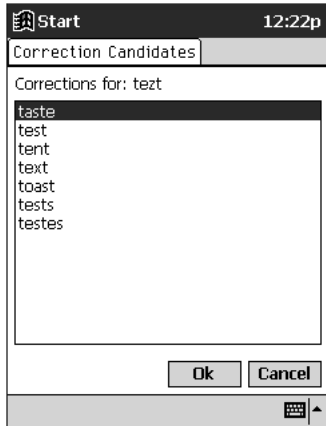 Start 12:22p
Correction Candidates
Corrections for: tezt
taste
test
tent
text
toast
tests
testes
Ok Cancel